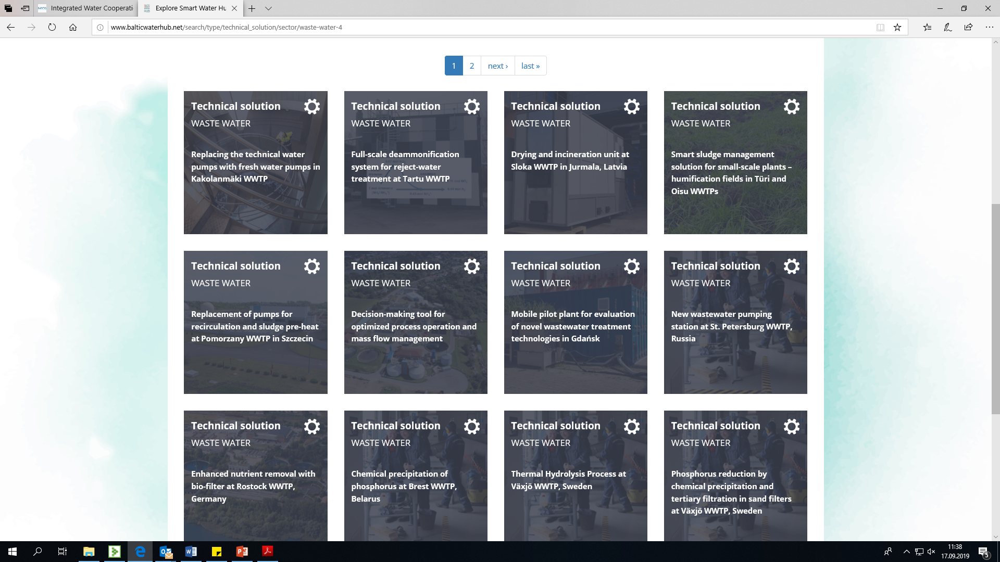 Integrated Water Cooperati
Explore Smart Water Hu
www.balticwaterhub.net/search/type/technical_solution/sector/waste-water-4
1
2
next ›
last »
Technical solution
WASTE WATER
Replacing the technical water
pumps with fresh water pumps in
Kakolanmäki WWTP
Technical solution
WASTE WATER
Full-scale deammonification
system for reject-water
treatment at Tartu WWTP
Technical solution
WASTE WATER
Drying and incineration unit at
Sloka WWTP in Jurmala, Latvia
Technical solution
WASTE WATER
Smart sludge management
solution for small-scale plants –
humification fields in Türi and
Oisu WWTPs
Technical solution
WASTE WATER
Replacement of pumps for
recirculation and sludge pre-heat
at Pomorzany WWTP in Szczecin
Technical solution
WASTE WATER
Decision-making tool for
optimized process operation and
mass flow management
Technical solution
WASTE WATER
Mobile pilot plant for evaluation
of novel wastewater treatment
technologies in Gdańsk
Technical solution
WASTE WATER
New wastewater pumping
station at St. Petersburg WWTP,
Russia
Technical solution
WASTE WATER
Enhanced nutrient removal with
bio-filter at Rostock WWTP,
Germany
Technical solution
WASTE WATER
Chemical precipitation of
phosphorus at Brest WWTP,
Belarus
Technical solution
WASTE WATER
Thermal Hydrolysis Process at
Växjö WWTP, Sweden
Technical solution
WASTE WATER
Phosphorus reduction by
chemical precipitation and
tertiary filtration in sand filters
at Växjö WWTP, Sweden
11:38
17.09.2019
5